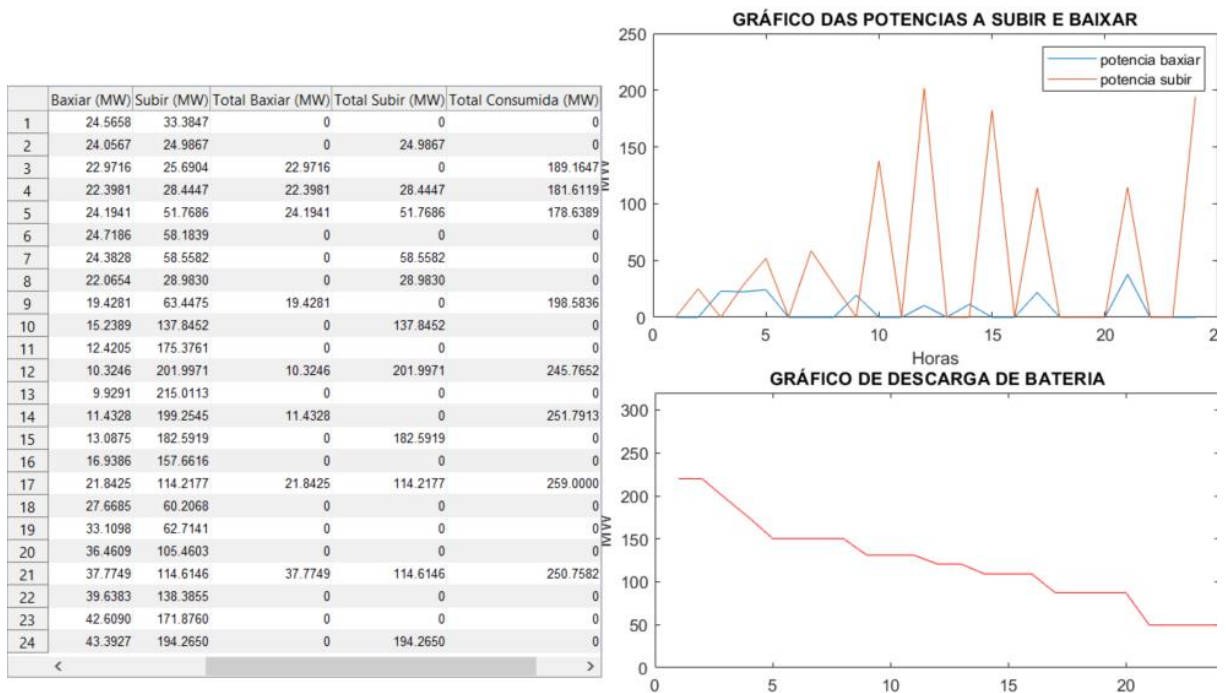 Baxiar (MW) Subir (MW) Total Baxiar (MW) Total Subir (MW) Total Consumida (MW)
1 24.5658 33.3847 0 0 0
2 24.0567 24.9867 0 24.9867 0
3 22.9716 25.6904 22.9716 0 189.1647
4 22.3981 28.4447 22.3981 28.4447 181.6119
5 24.1941 51.7686 24.1941 51.7686 178.6389
6 24.7186 58.1839 0 0 0
7 24.3828 58.5582 0 58.5582 0
8 22.0654 28.9830 0 28.9830 0
9 19.4281 63.4475 19.4281 0 198.5836
10 15.2389 137.8452 0 137.8452 0
11 12.4205 175.3761 0 0 0
12 10.3246 201.9971 10.3246 201.9971 245.7652
13 9.9291 215.0113 0 0 0
14 11.4328 199.2545 11.4328 0 251.7913
15 13.0875 182.5919 0 182.5919 0
16 16.9386 157.6616 0 0 0
17 21.8425 114.2177 21.8425 114.2177 259.0000
18 27.6685 60.2068 0 0 0
19 33.1098 62.7141 0 0 0
20 36.4609 105.4603 0 0 0
21 37.7749 114.6146 37.7749 114.6146 250.7582
22 39.6383 138.3855 0 0 0
23 42.6090 171.8760 0 0 0
24 43.3927 194.2650 0 194.2650 0
GRÁFICO DAS POTENCIAS A SUBIR E BAIXAR
250
200
150
100
50
0
MW
potencia baxiar
potencia subir
0 5 10 15 20 2
Horas
GRÁFICO DE DESCARGA DE BATERIA
300
250
200
150
100
50
0
MW
0 5 10 15 20